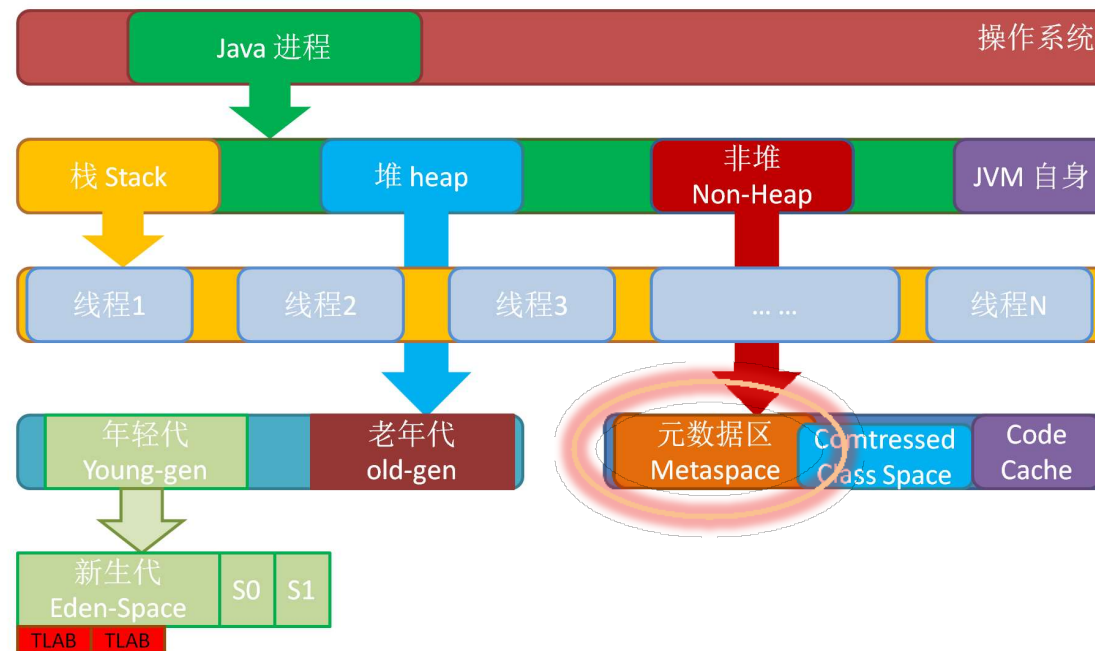 Java 进程
操作系统
栈 Stack
堆 heap
非堆
Non-Heap
JVM 自身
线程1
线程2
线程3
... ...
线程N
年轻代
Young-gen
老年代
old-gen
元数据区
Metaspace
Comtressed
Class Space
Code
Cache
新生代
Eden-Space
S0
S1
TLAB
TLAB